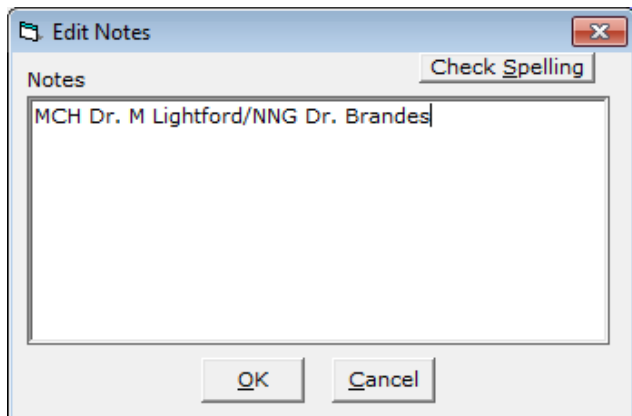 Edit Notes
Check Spelling
Notes
MCH Dr. M Lightford/NNG Dr. Brandes
OK
Cancel